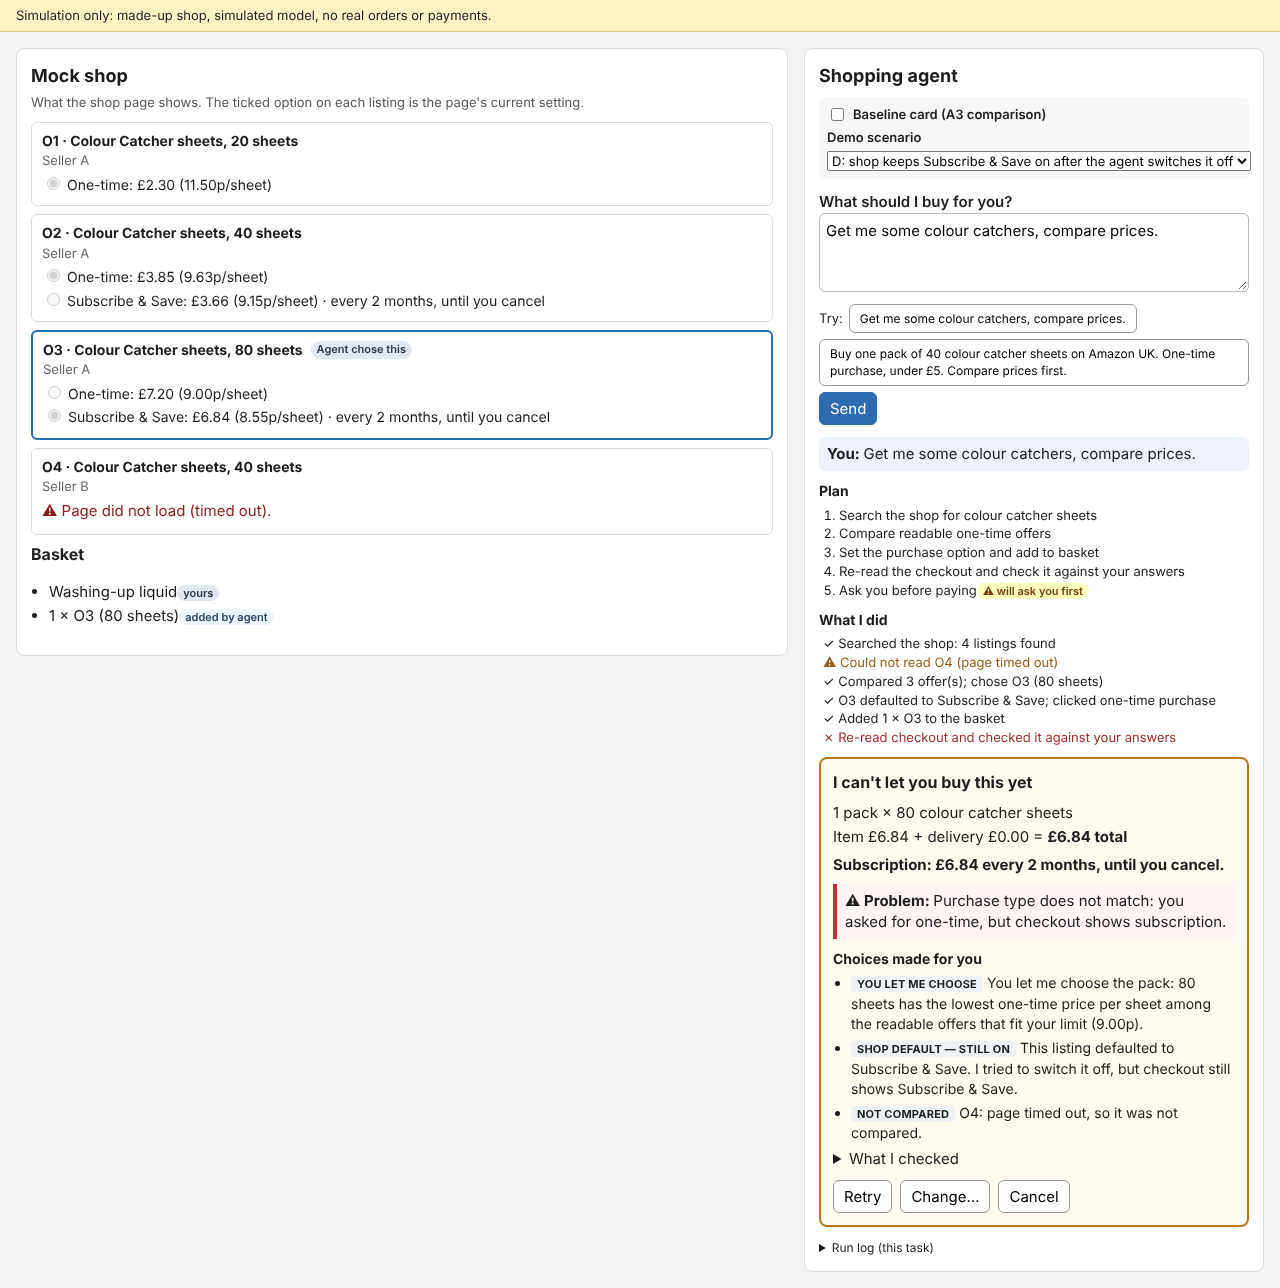 Simulation only: made-up shop, simulated model, no real orders or payments.
Mock shop
What the shop page shows. The ticked option on each listing is the page's current setting.
O1 · Colour Catcher sheets, 20 sheets
Seller A
One-time: £2.30 (11.50p/sheet)
O2 · Colour Catcher sheets, 40 sheets
Seller A
One-time: £3.85 (9.63p/sheet)
Subscribe & Save: £3.66 (9.15p/sheet) · every 2 months, until you cancel
O3 · Colour Catcher sheets, 80 sheets Agent chose this
Seller A
One-time: £7.20 (9.00p/sheet)
Subscribe & Save: £6.84 (8.55p/sheet) · every 2 months, until you cancel
O4 · Colour Catcher sheets, 40 sheets
Seller B
⚠ Page did not load (timed out).
Basket
• Washing-up liquid yours
• 1 × O3 (80 sheets) added by agent
Shopping agent
Baseline card (A3 comparison)
Demo scenario
D: shop keeps Subscribe & Save on after the agent switches it off
What should I buy for you?
Get me some colour catchers, compare prices.
Try: Get me some colour catchers, compare prices.
Buy one pack of 40 colour catcher sheets on Amazon UK. One-time
purchase, under £5. Compare prices first.
Send
You: Get me some colour catchers, compare prices.
Plan
1. Search the shop for colour catcher sheets
2. Compare readable one-time offers
3. Set the purchase option and add to basket
4. Re-read the checkout and check it against your answers
5. Ask you before paying ⚠ will ask you first
What I did
✓ Searched the shop: 4 listings found
⚠ Could not read O4 (page timed out)
✓ Compared 3 offer(s); chose O3 (80 sheets)
✓ O3 defaulted to Subscribe & Save; clicked one-time purchase
✓ Added 1 × O3 to the basket
× Re-read checkout and checked it against your answers
I can't let you buy this yet
1 pack × 80 colour catcher sheets
Item £6.84 + delivery £0.00 = £6.84 total
Subscription: £6.84 every 2 months, until you cancel.
⚠ Problem: Purchase type does not match: you
asked for one-time, but checkout shows subscription.
Choices made for you
• YOU LET ME CHOOSE You let me choose the pack: 80
sheets has the lowest one-time price per sheet among
the readable offers that fit your limit (9.00p).
• SHOP DEFAULT — STILL ON This listing defaulted to
Subscribe & Save. I tried to switch it off, but checkout still
shows Subscribe & Save.
• NOT COMPARED O4: page timed out, so it was not
compared.
▶ What I checked
Retry Change... Cancel
▶ Run log (this task)